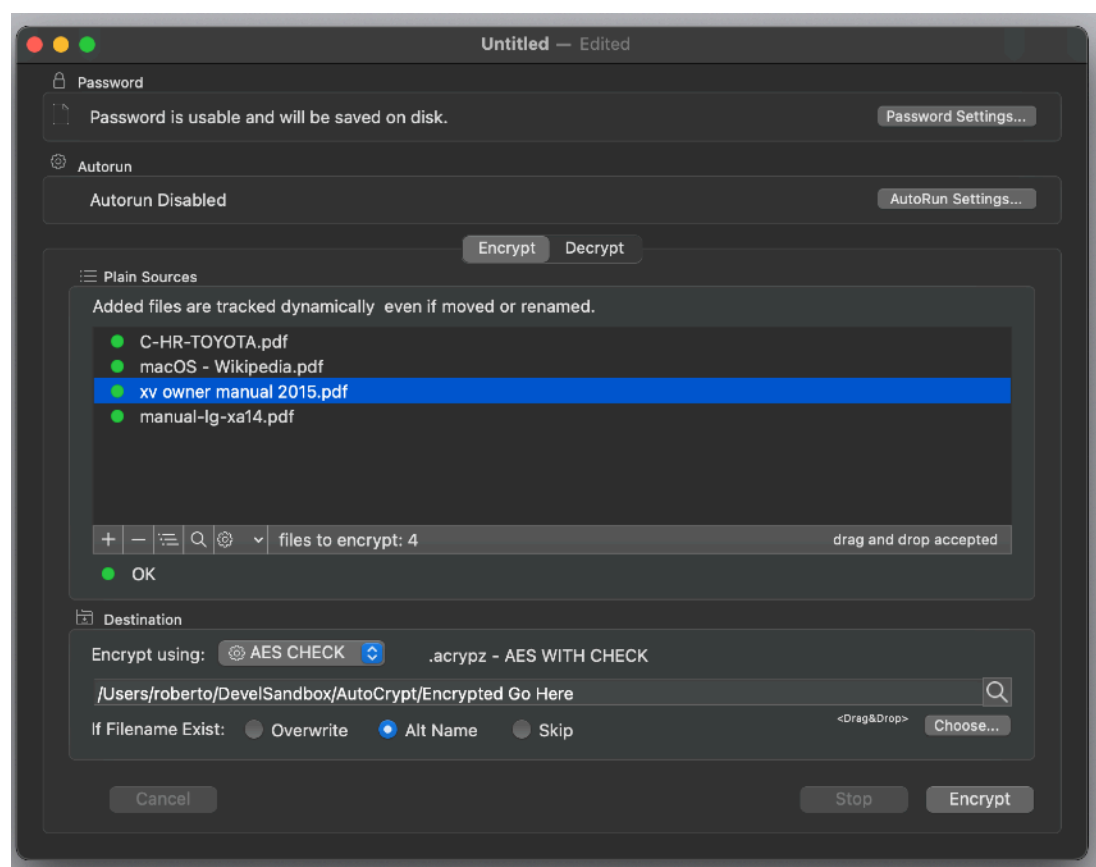 Untitled — Edited
Password
Password is usable and will be saved on disk.
Password Settings...
Autorun
Autorun Disabled
AutoRun Settings...
Encrypt Decrypt
Plain Sources
Added files are tracked dynamically  even if moved or renamed.
C-HR-TOYOTA.pdf
macOS - Wikipedia.pdf
xv owner manual 2015.pdf
manual-lg-xa14.pdf
files to encrypt: 4
drag and drop accepted
OK
Destination
Encrypt using: AES CHECK .acrypz - AES WITH CHECK
/Users/roberto/DevelSandbox/AutoCrypt/Encrypted Go Here
If Filename Exist: Overwrite Alt Name Skip
<Drag&Drop> Choose...
Cancel Stop Encrypt